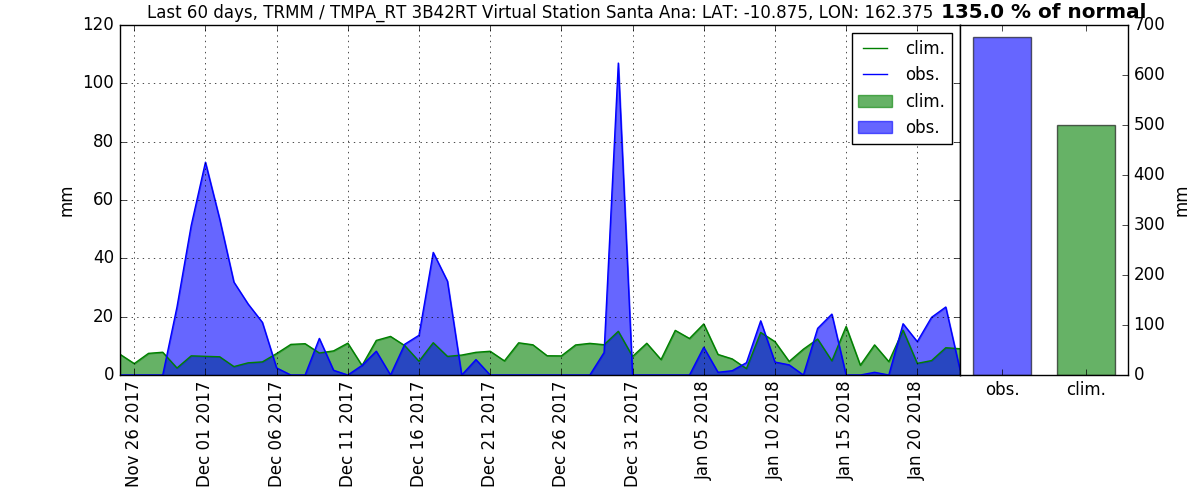 Last 60 days, TRMM / TMPA_RT 3B42RT Virtual Station Santa Ana: LAT: -10.875, LON: 162.375
135.0 % of normal
120
100
80
60
40
20
0
mm
clim.
obs.
clim.
obs.
700
600
500
400
300
200
100
0
mm
obs.
clim.
Nov 26 2017
Dec 01 2017
Dec 06 2017
Dec 11 2017
Dec 16 2017
Dec 21 2017
Dec 26 2017
Dec 31 2017
Jan 05 2018
Jan 10 2018
Jan 15 2018
Jan 20 2018